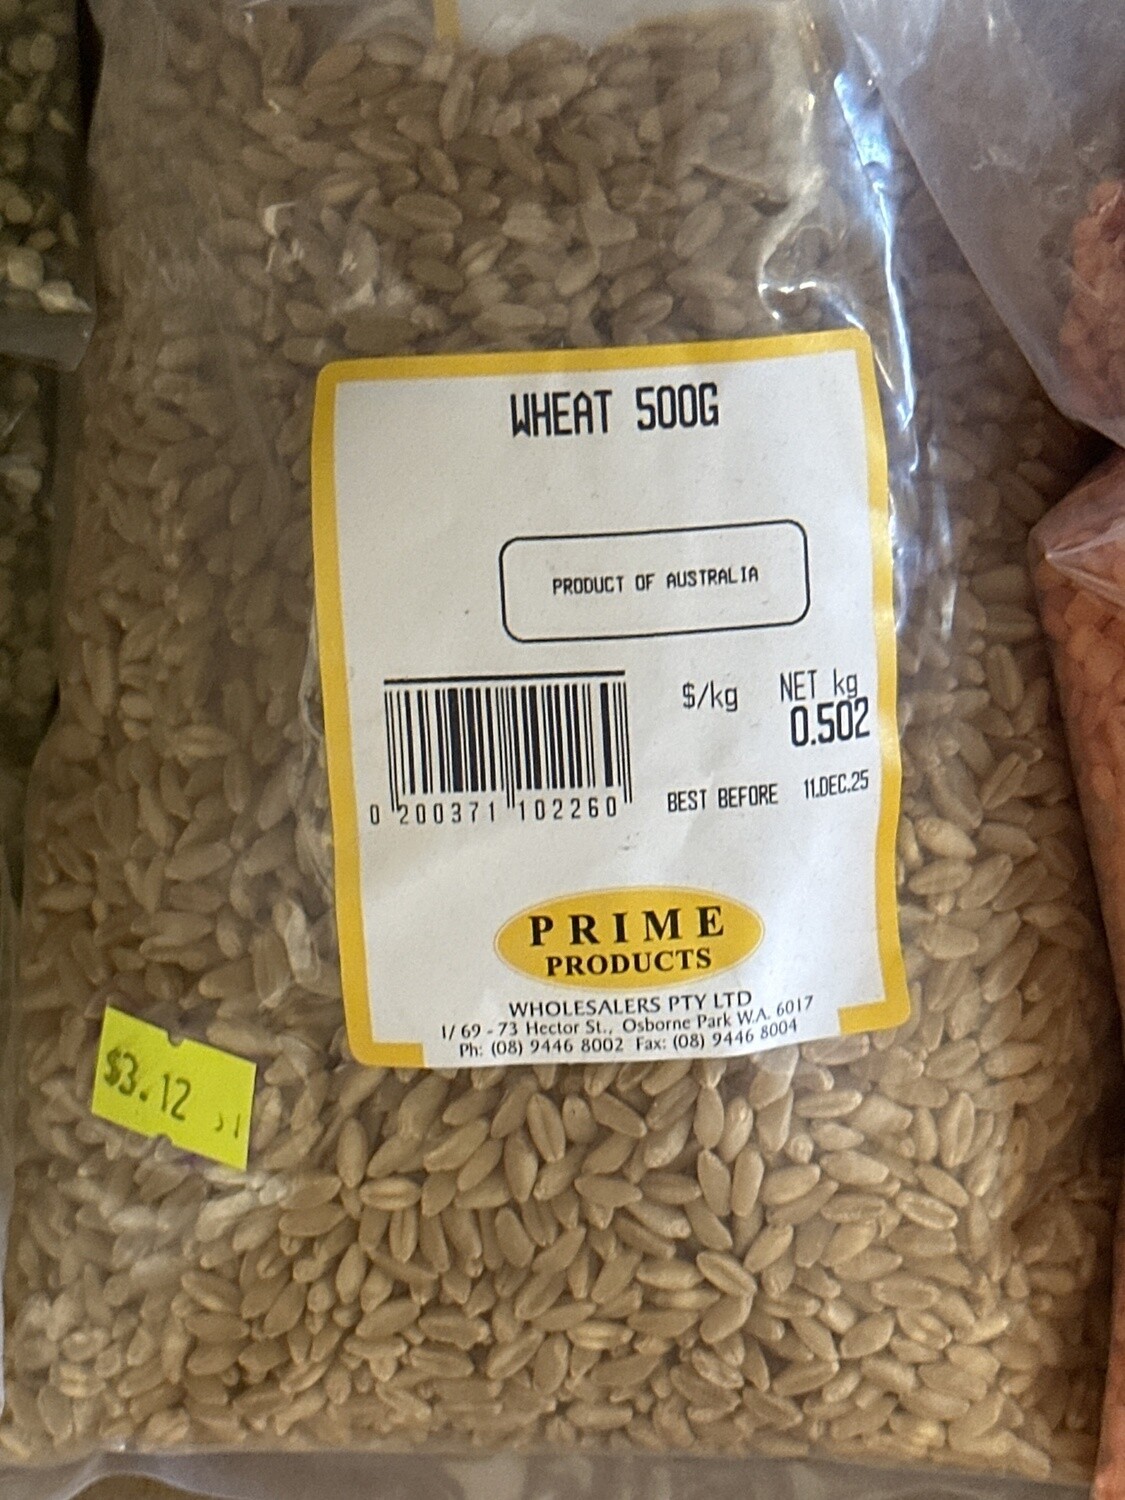 WHEAT 500G
PRODUCT OF AUSTRALIA
$/kg NET kg
0.502
BEST BEFORE 11.DEC.25
0 200371 102260
PRIME
PRODUCTS
WHOLESALERS PTY LTD
1/ 69 - 73 Hector St., Osborne Park W.A. 6017
Ph: (08) 9446 8002 Fax: (08) 9446 8004
$3.12